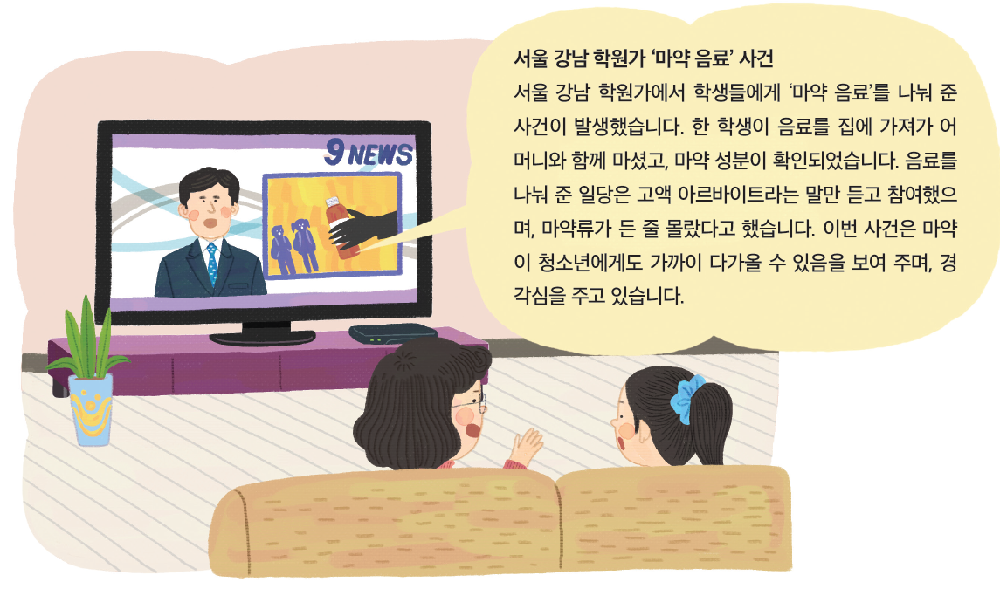 서울 강남 학원가 ‘마약 음료’ 사건
서울 강남 학원가에서 학생들에게 ‘마약 음료’를 나눠 준
사건이 발생했습니다. 한 학생이 음료를 집에 가져가 어
머니와 함께 마셨고, 마약 성분이 확인되었습니다. 음료를
나눠 준 일당은 고액 아르바이트라는 말만 듣고 참여했으
며, 마약류가 든 줄 몰랐다고 했습니다. 이번 사건은 마약
이 청소년에게도 가까이 다가올 수 있음을 보여 주며, 경
각심을 주고 있습니다.
9 NEWS